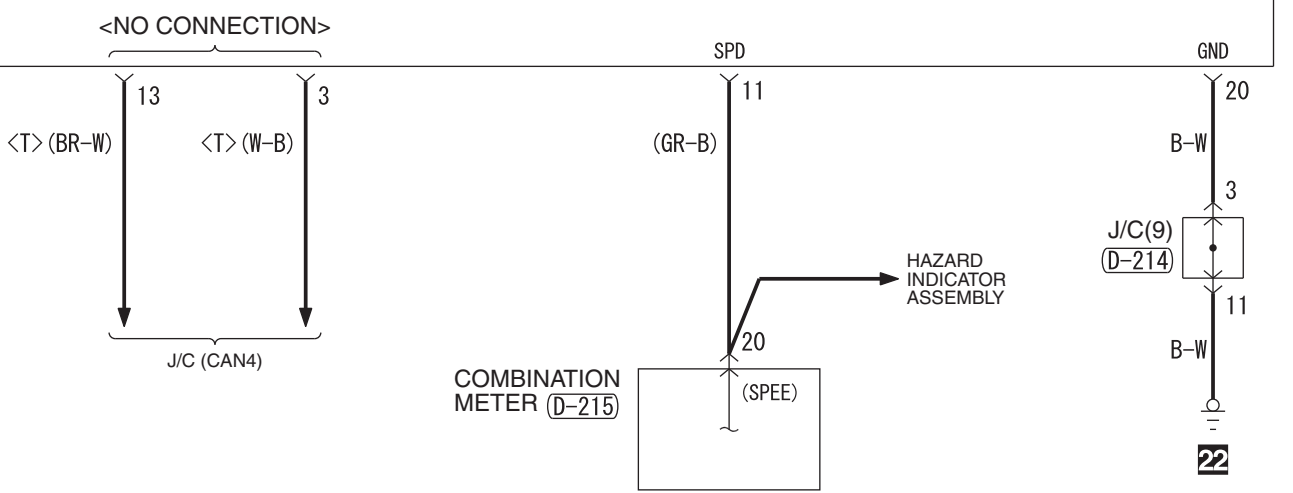 <NO CONNECTION>
SPD
GND
13
3
11
20
<T>(BR-W)
<T>(W-B)
(GR-B)
B-W
3
J/C(9)
D-214
HAZARD
INDICATOR
ASSEMBLY
11
20
J/C (CAN4)
B-W
COMBINATION
METER D-215
(SPEE)
22